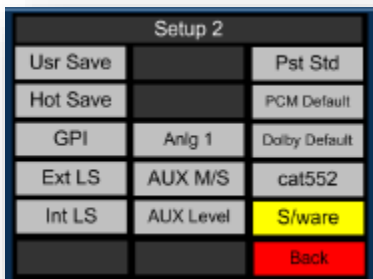 Setup 2
Usr Save
Pst Std
Hot Save
PCM Default
GPI
Anlg 1
Dolby Default
Ext LS
AUX M/S
cat552
Int LS
AUX Level
S/ware
Back